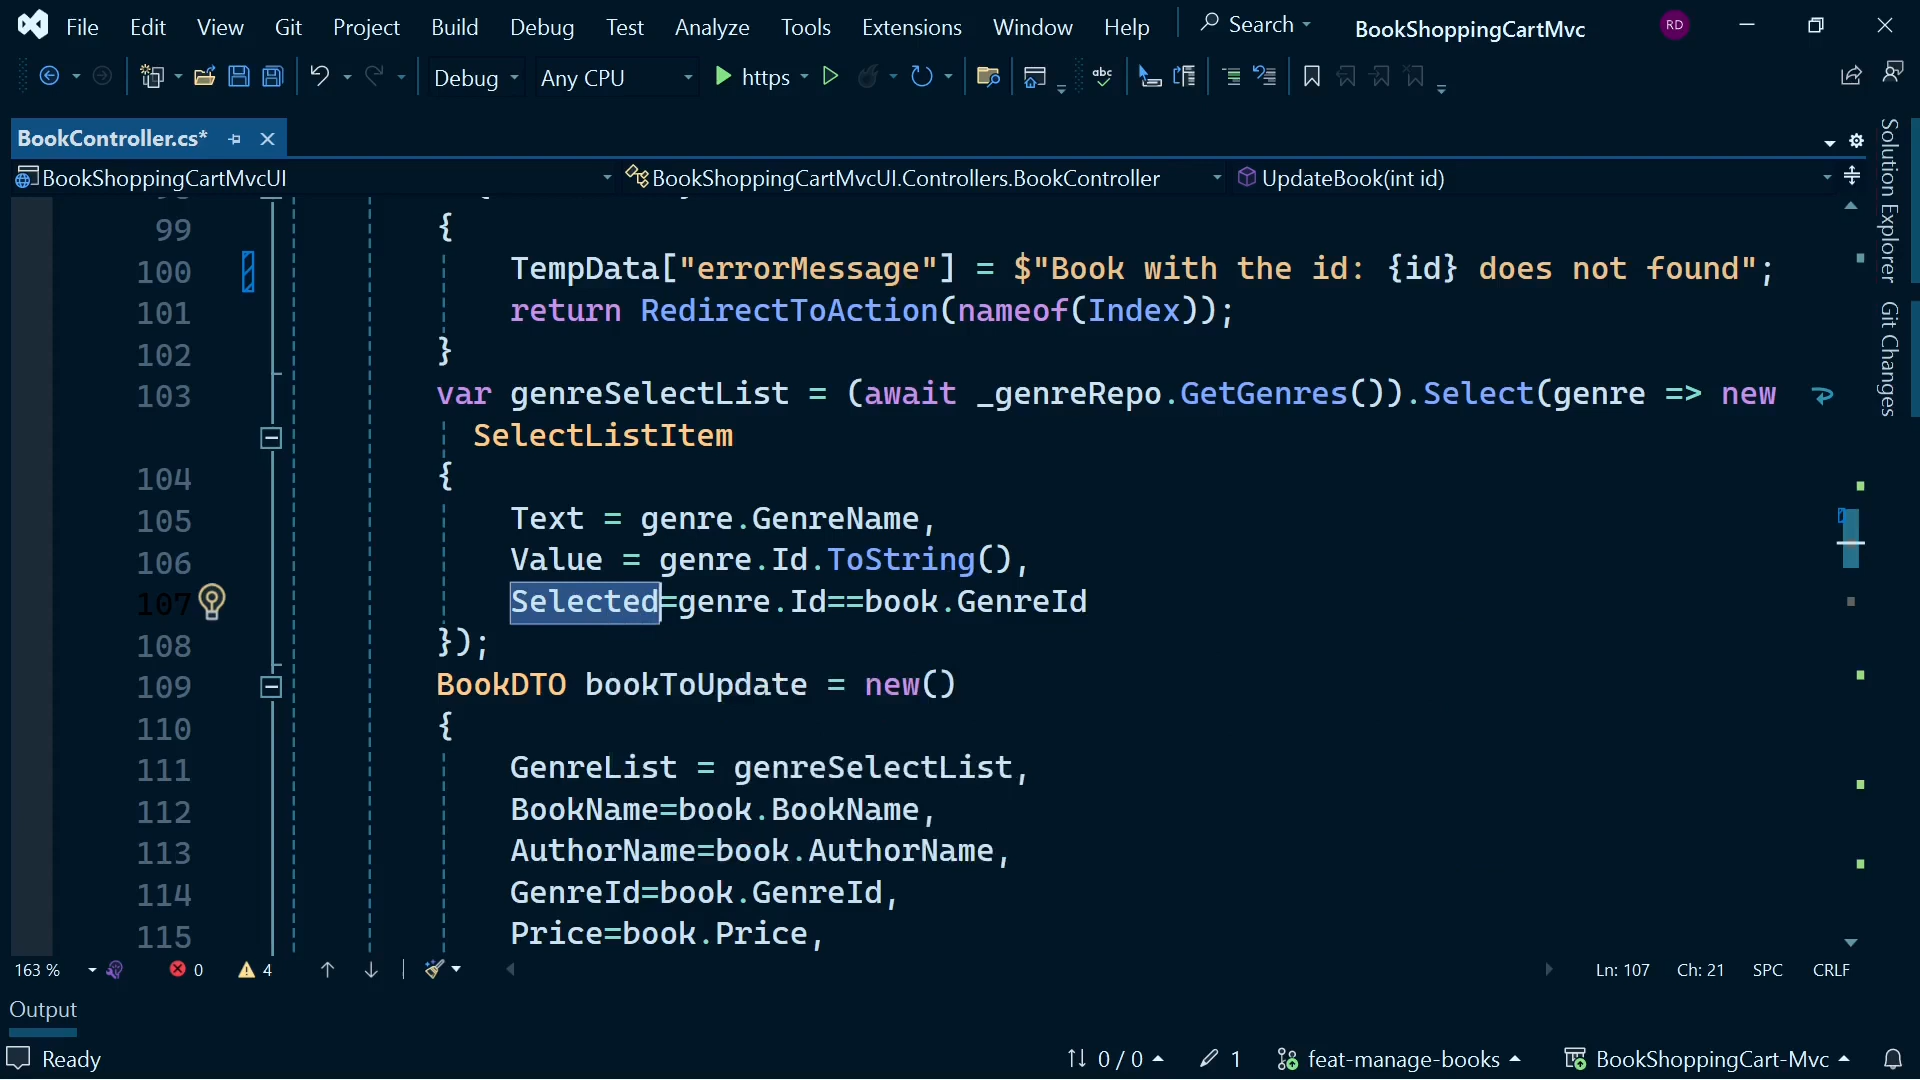 File Edit View Git Project Build Debug Test Analyze Tools Extensions Window Help Search BookShoppingCartMvc RD
Debug Any CPU https abc
BookController.cs*
BookShoppingCartMvcUI BookShoppingCartMvcUI.Controllers.BookController UpdateBook(int id)
99 {
100 TempData["errorMessage"] = $"Book with the id: {id} does not found";
101 return RedirectToAction(nameof(Index));
102 }
103 var genreSelectList = (await _genreRepo.GetGenres()).Select(genre => new
SelectListItem
104 {
105 Text = genre.GenreName,
106 Value = genre.Id.ToString(),
107 Selected=genre.Id==book.GenreId
108 });
109 BookDTO bookToUpdate = new()
110 {
111 GenreList = genreSelectList,
112 BookName=book.BookName,
113 AuthorName=book.AuthorName,
114 GenreId=book.GenreId,
115 Price=book.Price,
Solution Explorer
Git Changes
163 % 0 4 Ln: 107 Ch: 21 SPC CRLF
Output
Ready 0 / 0 1 feat-manage-books BookShoppingCart-Mvc